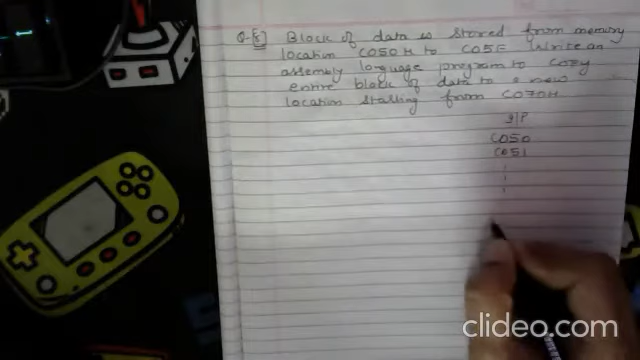 Q-[5] Block of data is stored from memory
location C050H to C05F Write an
assembly language program to copy
entire block of data to a new
location starting from C070H
I/P
C050
C051
clideo.com